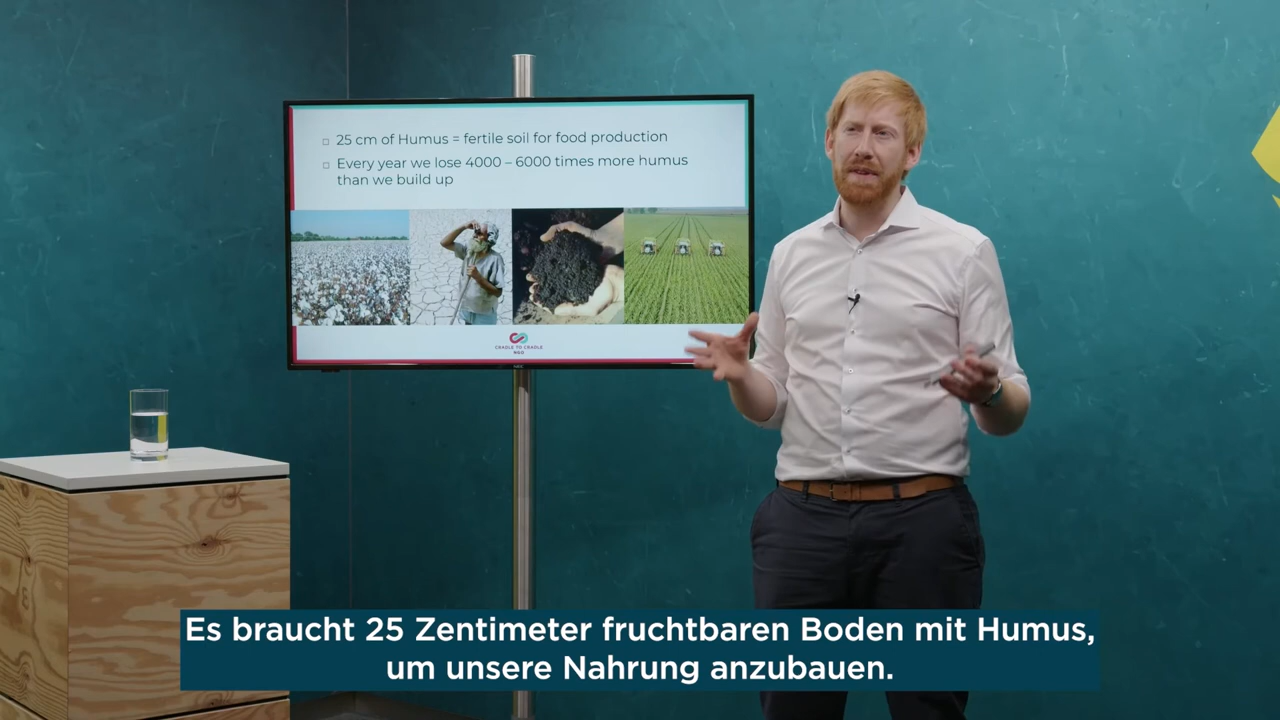 25 cm of Humus = fertile soil for food production
Every year we lose 4000 – 6000 times more humus
than we build up
CRADLE TO CRADLE
NGO
NEC
Es braucht 25 Zentimeter fruchtbaren Boden mit Humus,
um unsere Nahrung anzubauen.